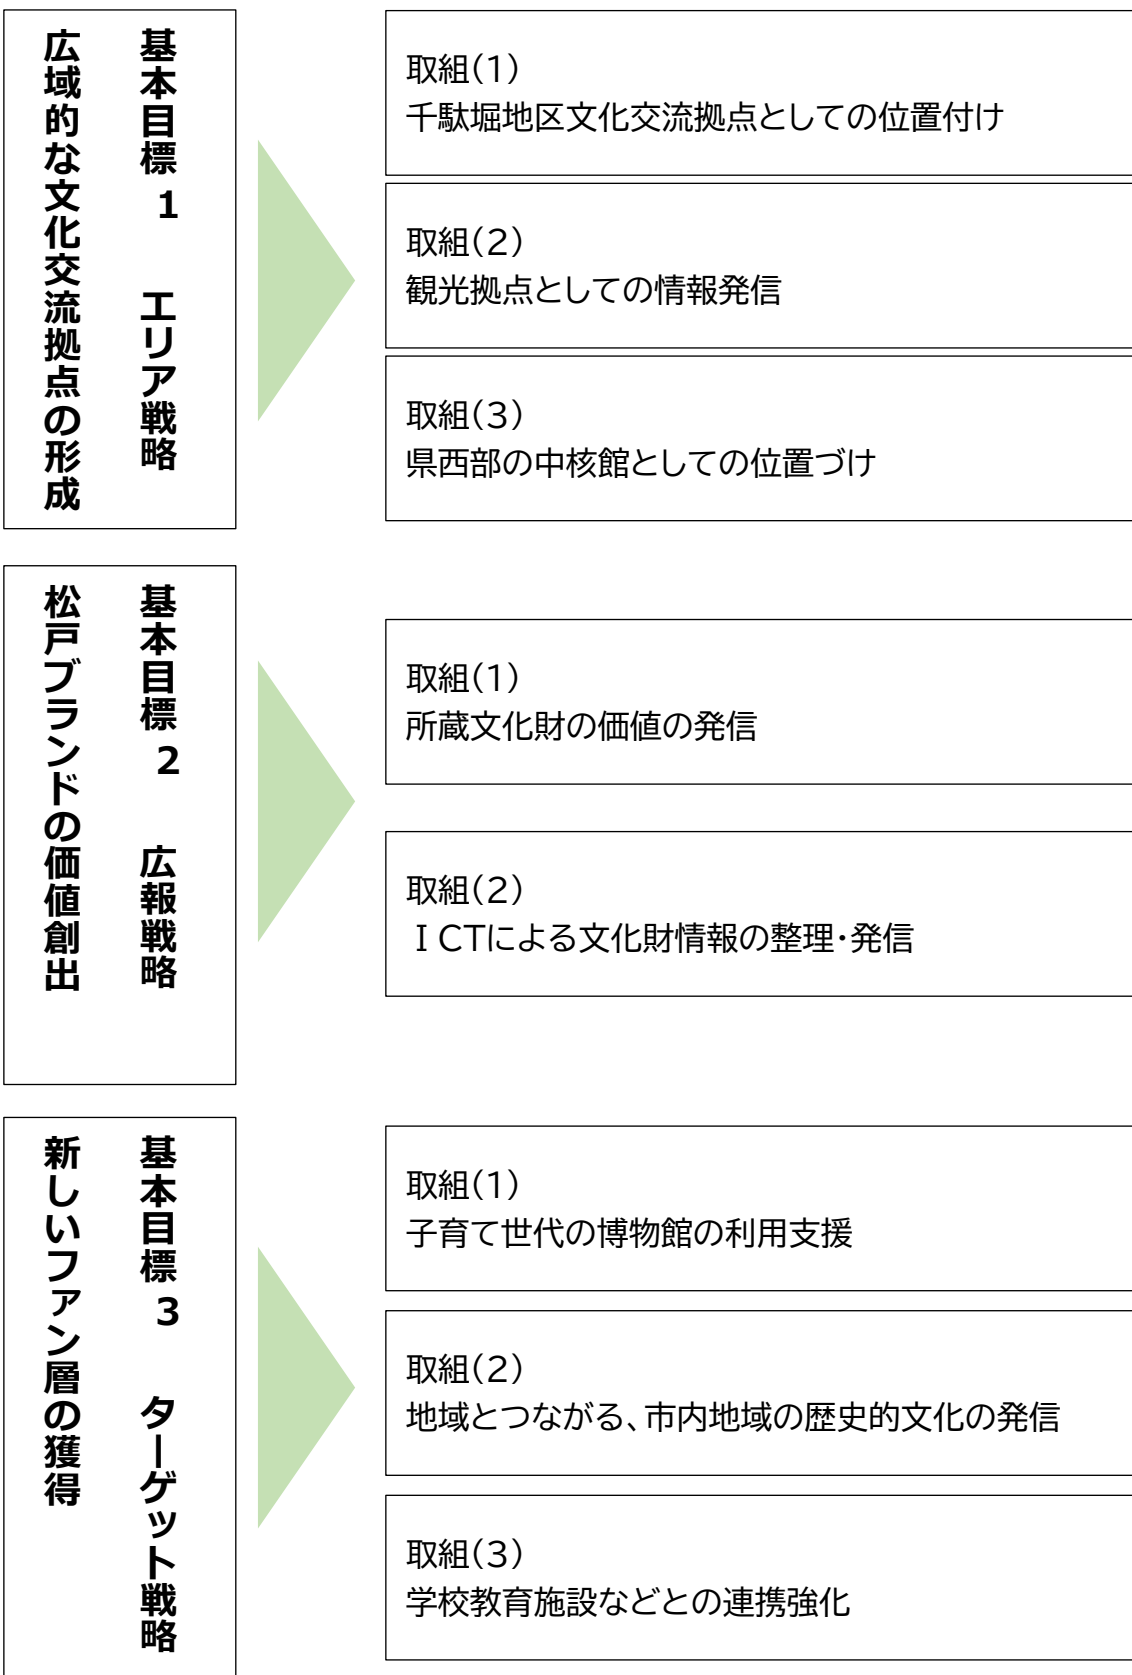 基本目標 1 エリア戦略
広域的な文化交流拠点の形成
取組(1)
千駄堀地区文化交流拠点としての位置付け
取組(2)
観光拠点としての情報発信
取組(3)
県西部の中核館としての位置づけ
基本目標 2 広報戦略
松戸ブランドの価値創出
取組(1)
所蔵文化財の価値の発信
取組(2)
ＩCTによる文化財情報の整理・発信
基本目標 3 ターゲット戦略
新しいファン層の獲得
取組(1)
子育て世代の博物館の利用支援
取組(2)
地域とつながる、市内地域の歴史的文化の発信
取組(3)
学校教育施設などとの連携強化